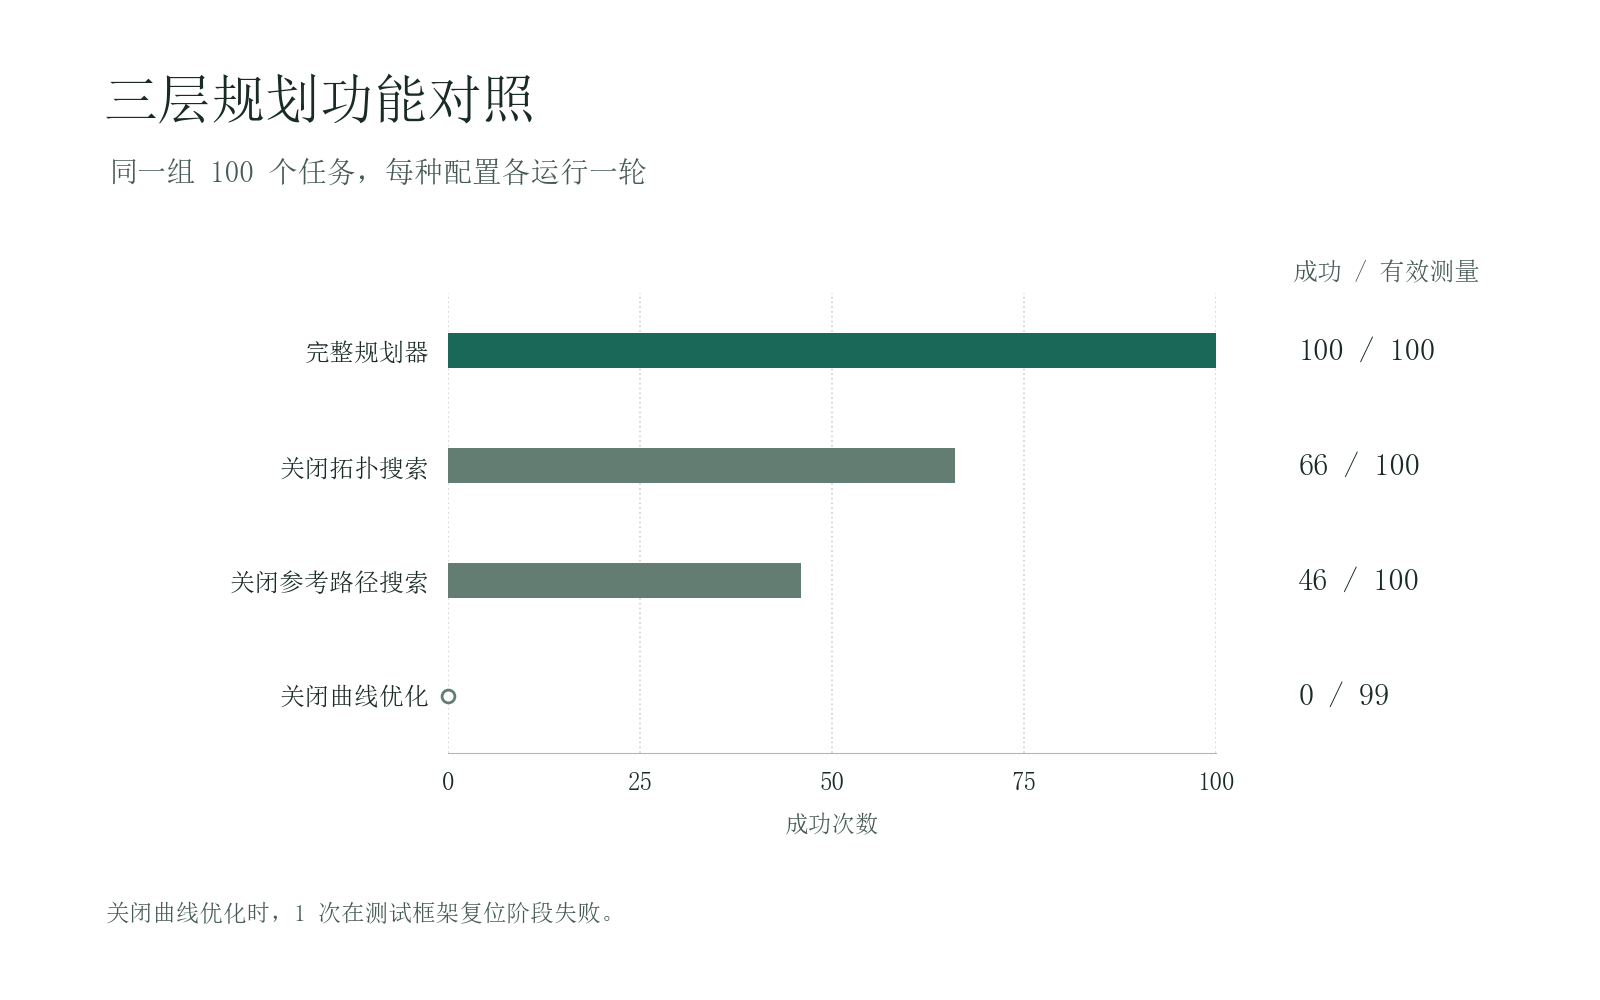 三层规划功能对照
同一组 100 个任务，每种配置各运行一轮
成功 / 有效测量
完整规划器 100 / 100
关闭拓扑搜索 66 / 100
关闭参考路径搜索 46 / 100
关闭曲线优化 0 / 99
0 25 50 75 100
成功次数
关闭曲线优化时，1 次在测试框架复位阶段失败。